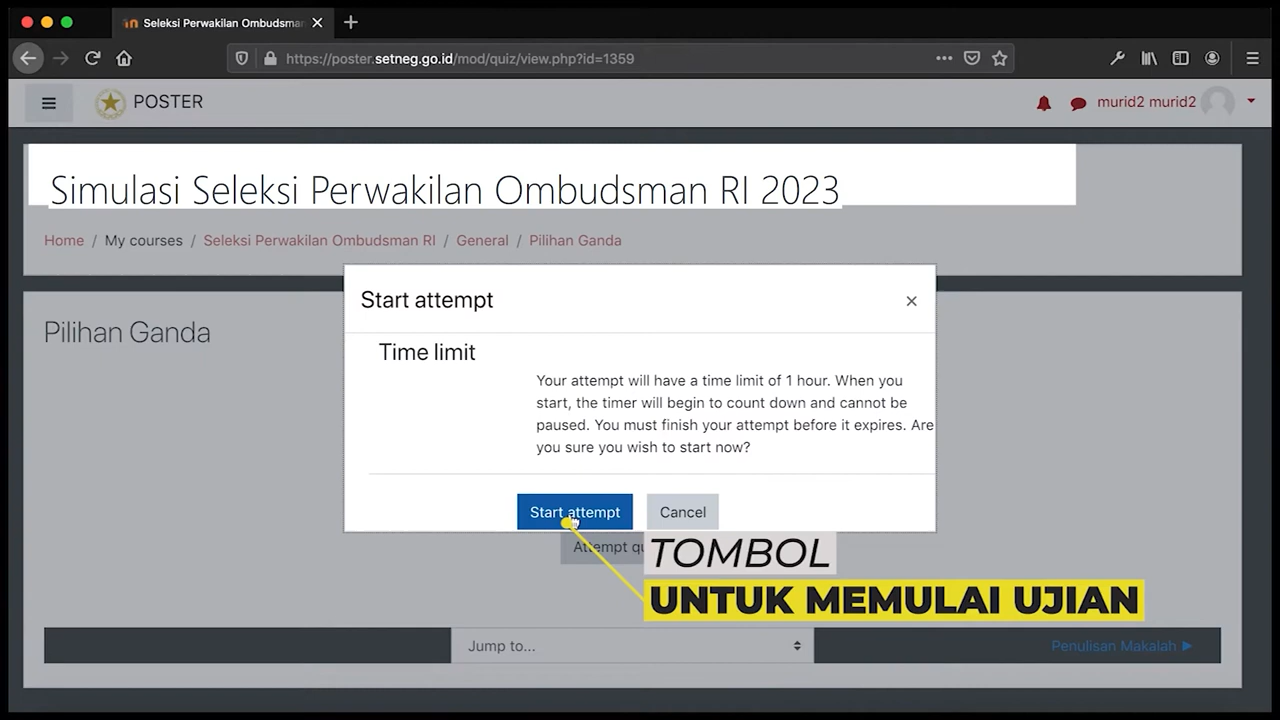 Seleksi Perwakilan Ombudsman
https://poster.setneg.go.id/mod/quiz/view.php?id=1359
POSTER
murid2 murid2
Simulasi Seleksi Perwakilan Ombudsman RI 2023
Home / My courses / Seleksi Perwakilan Ombudsman RI / General / Pilihan Ganda
Start attempt
Pilihan Ganda
Time limit
Your attempt will have a time limit of 1 hour. When you
start, the timer will begin to count down and cannot be
paused. You must finish your attempt before it expires. Are
you sure you wish to start now?
Start attempt
Cancel
Attempt qu
TOMBOL
UNTUK MEMULAI UJIAN
Jump to...
Penulisan Makalah ▶